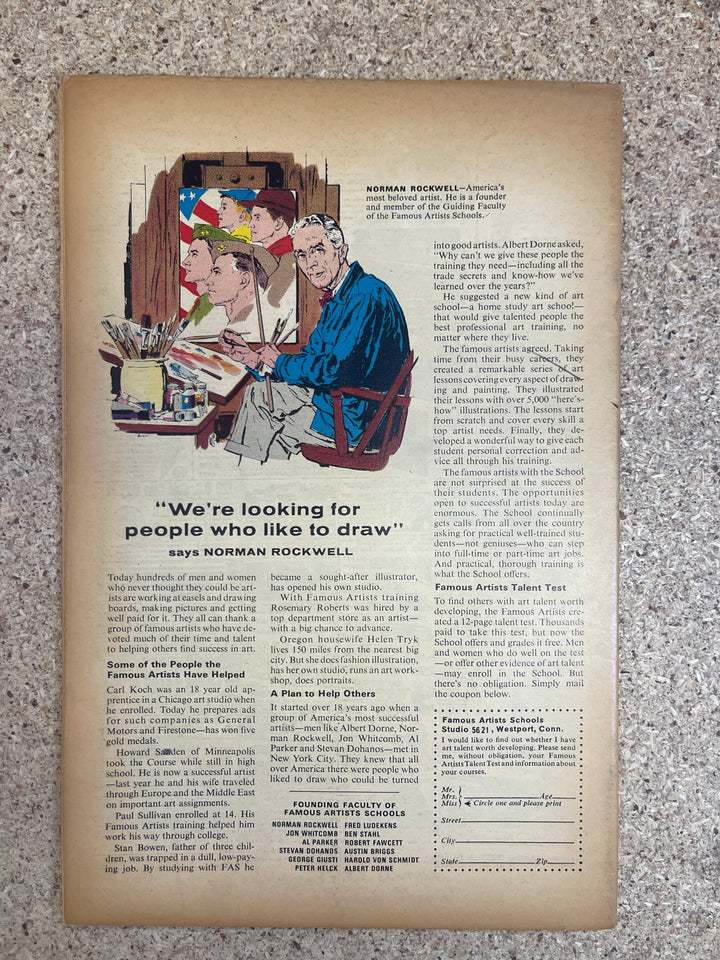 NORMAN ROCKWELL—America's
most beloved artist. He is a founder
and member of the Guiding Faculty
of the Famous Artists Schools.
"We're looking for
people who like to draw"
says NORMAN ROCKWELL
Today hundreds of men and women
who never thought they could be art-
ists are working at easels and drawing
boards, making pictures and getting
well paid for it. They all can thank a
group of famous artists who have de-
voted much of their time and talent
to helping others find success in art.
Some of the People the
Famous Artists Have Helped
Carl Koch was an 18 year old ap-
prentice in a Chicago art studio when
he enrolled. Today he prepares ads
for such companies as General
Motors and Firestone—has won five
gold medals.
Howard of Minneapolis
took the Course while still in high
school. He is now a successful artist
—last year he and his wife traveled
through Europe and the Middle East
on important art assignments.
Paul Sullivan enrolled at 14. His
Famous Artists training helped him
work his way through college.
Stan Bowen, father of three chil-
dren, was trapped in a dull, low-pay-
ing job. By studying with FAS he
became a sought-after illustrator,
has opened his own studio.
With Famous Artists training
Rosemary Roberts was hired by a
top department store as an artist—
with a big chance to advance.
Oregon housewife Helen Tryk
lives 150 miles from the nearest big
city. But she does fashion illustration,
has her own studio, runs an art work-
shop, does portraits.
A Plan to Help Others
It started over 18 years ago when a
group of America's most successful
artists—men like Albert Dorne, Nor-
man Rockwell, Jon Whitcomb, Al
Parker and Stevan Dohanos—met in
New York City. They knew that all
over America there were people who
liked to draw who could be turned
into good artists. Albert Dorne asked,
"Why can't we give these people the
training they need—including all the
trade secrets and know-how we've
learned over the years?"
He suggested a new kind of art
school—a home study art school—
that would give talented people the
best professional art training, no
matter where they live.
The famous artists agreed. Taking
time from their busy careers, they
created a remarkable series of art
lessons covering every aspect of draw-
ing and painting. They illustrated
their lessons with over 5,000 "here's-
how" illustrations. The lessons start
from scratch and cover every skill a
top artist needs. Finally, they de-
veloped a wonderful way to give each
student personal correction and ad-
vice all through his training.
The famous artists with the School
are not surprised at the success of
their students. The opportunities
open to successful artists today are
enormous. The School continually
gets calls from all over the country
asking for practical well-trained stu-
dents—not geniuses—who can step
into full-time or part-time art jobs.
And practical, thorough training is
what the School offers.
Famous Artists Talent Test
To find others with art talent worth
developing, the Famous Artists cre-
ated a 12-page talent test. Thousands
paid to take this test, but now the
School offers and grades it free. Men
and women who do well on the test
—or offer other evidence of art talent
—may enroll in the School. But
there's no obligation. Simply mail
the coupon below.
FOUNDING FACULTY OF
FAMOUS ARTISTS SCHOOLS
NORMAN ROCKWELL FRED LUDEKENS
JON WHITCOMB BEN STAHL
AL PARKER ROBERT FAWCETT
STEVAN DOHANOS AUSTIN BRIGGS
GEORGE GIUSTI HAROLD VON SCHMIDT
PETER HELCK ALBERT DORNE
Famous Artists Schools
Studio 5621, Westport, Conn.
I would like to find out whether I have
art talent worth developing. Please send
me, without obligation, your Famous
Artists Talent Test and information about
your courses.
Mr.
Mrs. Age
Miss Circle one and please print
Street
City
State Zip